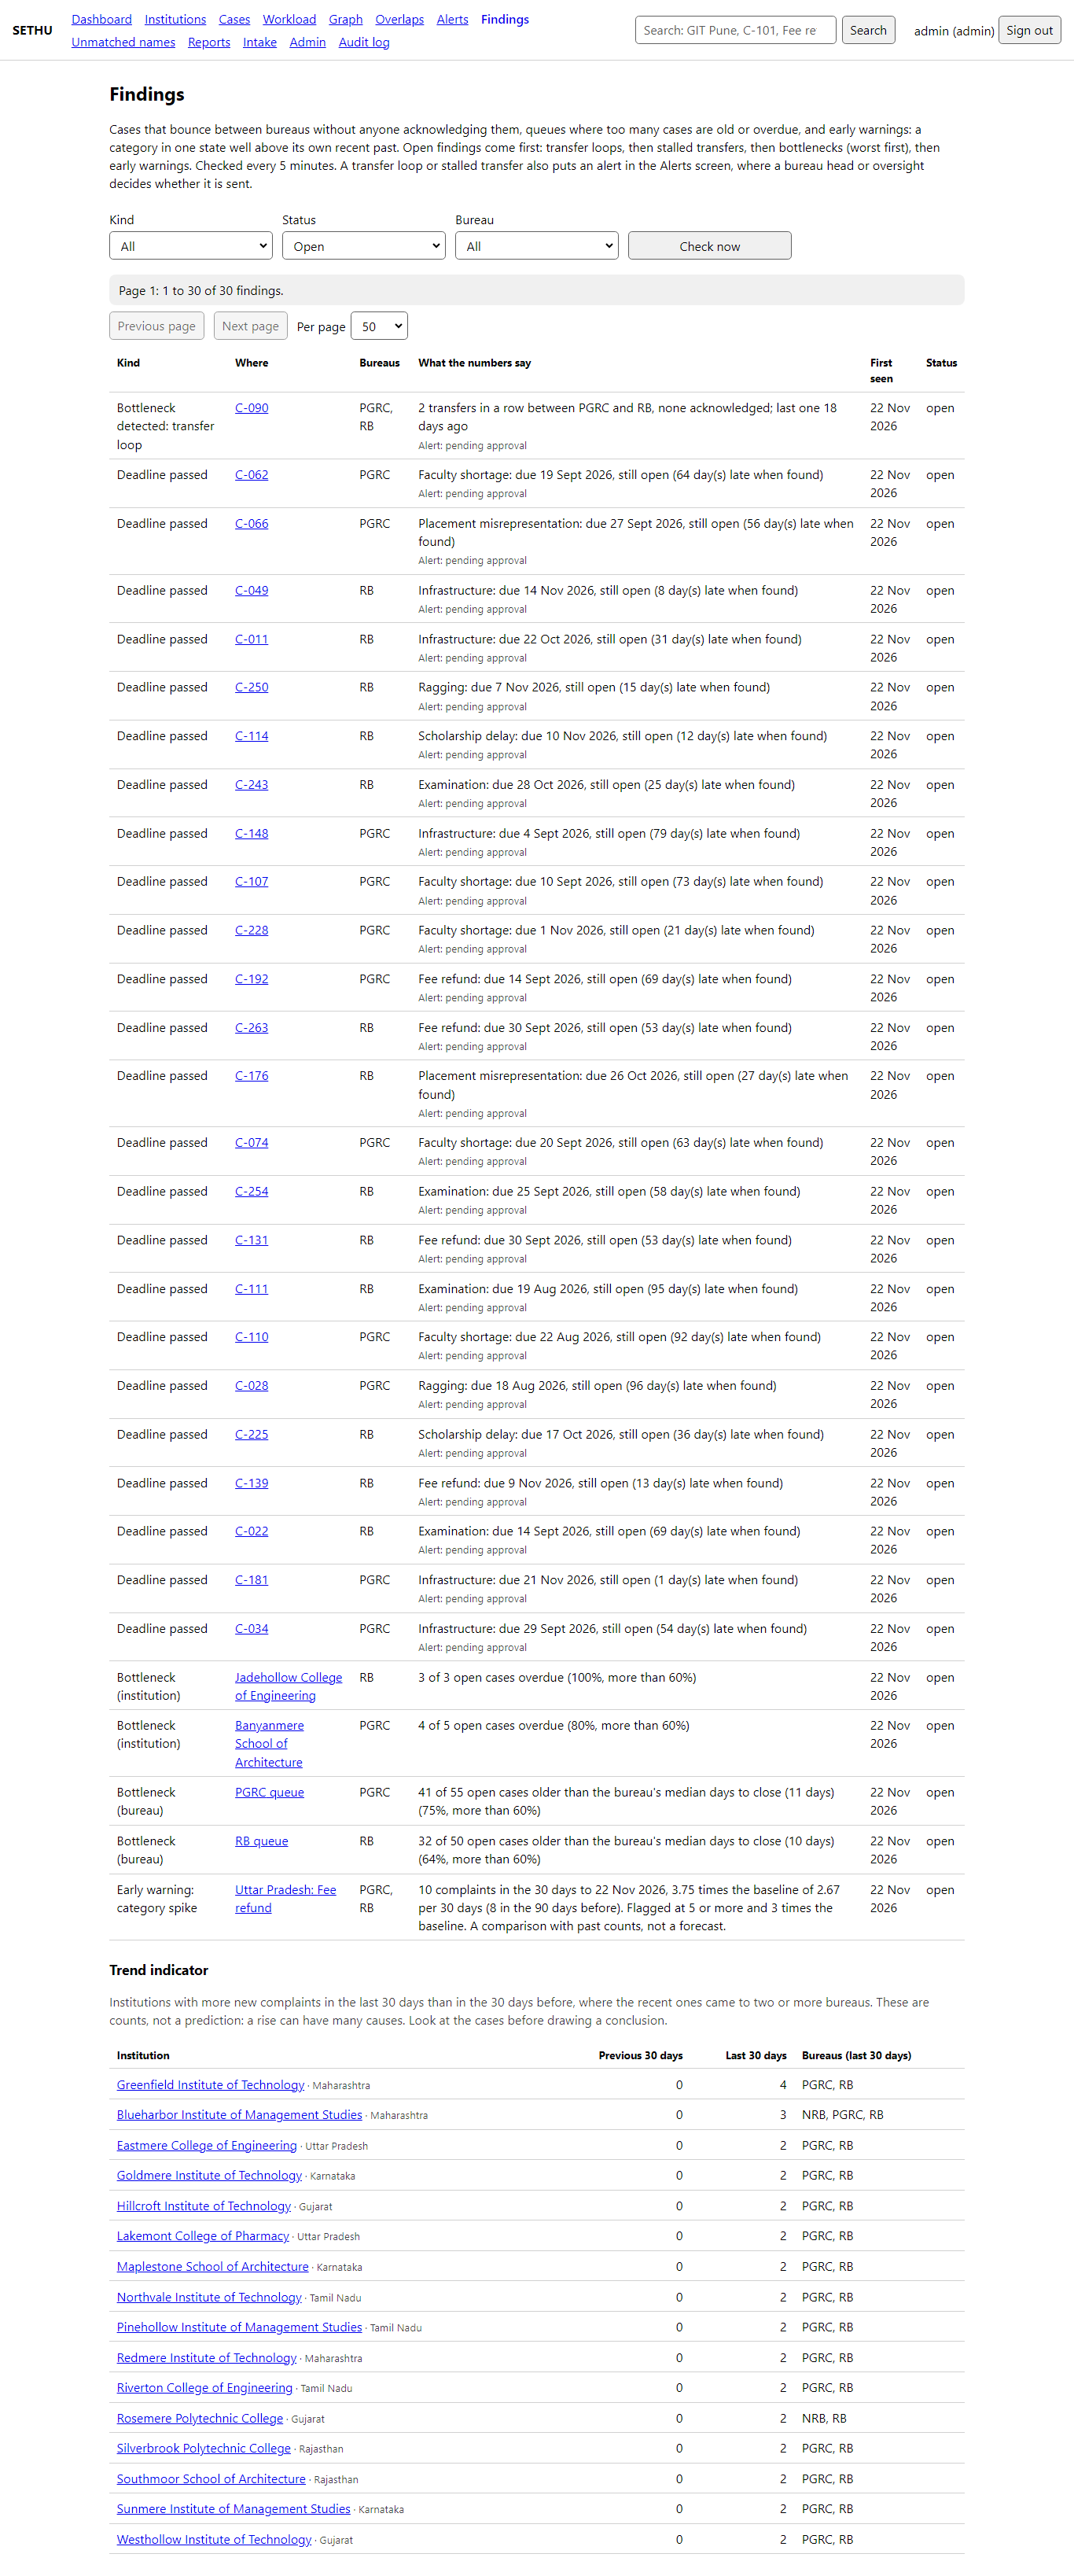 SETHU
Dashboard Institutions Cases Workload Graph Overlaps Alerts Findings
Unmatched names Reports Intake Admin Audit log
Search: GIT Pune, C-101, Fee re
Search
admin (admin)
Sign out
Findings
Cases that bounce between bureaus without anyone acknowledging them, queues where too many cases are old or overdue, and early warnings: a
category in one state well above its own recent past. Open findings come first: transfer loops, then stalled transfers, then bottlenecks (worst first), then
early warnings. Checked every 5 minutes. A transfer loop or stalled transfer also puts an alert in the Alerts screen, where a bureau head or oversight
decides whether it is sent.
Kind Status Bureau
All Open All Check now
Page 1: 1 to 30 of 30 findings.
Previous page Next page Per page 50
Kind Where Bureaus What the numbers say First seen Status
Bottleneck detected: transfer loop C-090 PGRC, RB 2 transfers in a row between PGRC and RB, none acknowledged; last one 18 days ago 22 Nov 2026 open
Alert: pending approval
Deadline passed C-062 PGRC Faculty shortage: due 19 Sept 2026, still open (64 day(s) late when found) 22 Nov 2026 open
Alert: pending approval
Deadline passed C-066 PGRC Placement misrepresentation: due 27 Sept 2026, still open (56 day(s) late when found) 22 Nov 2026 open
Alert: pending approval
Deadline passed C-049 RB Infrastructure: due 14 Nov 2026, still open (8 day(s) late when found) 22 Nov 2026 open
Alert: pending approval
Deadline passed C-011 RB Infrastructure: due 22 Oct 2026, still open (31 day(s) late when found) 22 Nov 2026 open
Alert: pending approval
Deadline passed C-250 RB Ragging: due 7 Nov 2026, still open (15 day(s) late when found) 22 Nov 2026 open
Alert: pending approval
Deadline passed C-114 RB Scholarship delay: due 10 Nov 2026, still open (12 day(s) late when found) 22 Nov 2026 open
Alert: pending approval
Deadline passed C-243 RB Examination: due 28 Oct 2026, still open (25 day(s) late when found) 22 Nov 2026 open
Alert: pending approval
Deadline passed C-148 PGRC Infrastructure: due 4 Sept 2026, still open (79 day(s) late when found) 22 Nov 2026 open
Alert: pending approval
Deadline passed C-107 PGRC Faculty shortage: due 10 Sept 2026, still open (73 day(s) late when found) 22 Nov 2026 open
Alert: pending approval
Deadline passed C-228 PGRC Faculty shortage: due 1 Nov 2026, still open (21 day(s) late when found) 22 Nov 2026 open
Alert: pending approval
Deadline passed C-192 PGRC Fee refund: due 14 Sept 2026, still open (69 day(s) late when found) 22 Nov 2026 open
Alert: pending approval
Deadline passed C-263 RB Fee refund: due 30 Sept 2026, still open (53 day(s) late when found) 22 Nov 2026 open
Alert: pending approval
Deadline passed C-176 RB Placement misrepresentation: due 26 Oct 2026, still open (27 day(s) late when found) 22 Nov 2026 open
Alert: pending approval
Deadline passed C-074 PGRC Faculty shortage: due 20 Sept 2026, still open (63 day(s) late when found) 22 Nov 2026 open
Alert: pending approval
Deadline passed C-254 RB Examination: due 25 Sept 2026, still open (58 day(s) late when found) 22 Nov 2026 open
Alert: pending approval
Deadline passed C-131 RB Fee refund: due 30 Sept 2026, still open (53 day(s) late when found) 22 Nov 2026 open
Alert: pending approval
Deadline passed C-111 RB Examination: due 19 Aug 2026, still open (95 day(s) late when found) 22 Nov 2026 open
Alert: pending approval
Deadline passed C-110 PGRC Faculty shortage: due 22 Aug 2026, still open (92 day(s) late when found) 22 Nov 2026 open
Alert: pending approval
Deadline passed C-028 PGRC Ragging: due 18 Aug 2026, still open (96 day(s) late when found) 22 Nov 2026 open
Alert: pending approval
Deadline passed C-225 RB Scholarship delay: due 17 Oct 2026, still open (36 day(s) late when found) 22 Nov 2026 open
Alert: pending approval
Deadline passed C-139 RB Fee refund: due 9 Nov 2026, still open (13 day(s) late when found) 22 Nov 2026 open
Alert: pending approval
Deadline passed C-022 RB Examination: due 14 Sept 2026, still open (69 day(s) late when found) 22 Nov 2026 open
Alert: pending approval
Deadline passed C-181 PGRC Infrastructure: due 21 Nov 2026, still open (1 day(s) late when found) 22 Nov 2026 open
Alert: pending approval
Deadline passed C-034 PGRC Infrastructure: due 29 Sept 2026, still open (54 day(s) late when found) 22 Nov 2026 open
Alert: pending approval
Bottleneck (institution) Jadehollow College of Engineering RB 3 of 3 open cases overdue (100%, more than 60%) 22 Nov 2026 open
Bottleneck (institution) Banyanmere School of Architecture PGRC 4 of 5 open cases overdue (80%, more than 60%) 22 Nov 2026 open
Bottleneck (bureau) PGRC queue PGRC 41 of 55 open cases older than the bureau's median days to close (11 days) (75%, more than 60%) 22 Nov 2026 open
Bottleneck (bureau) RB queue RB 32 of 50 open cases older than the bureau's median days to close (10 days) (64%, more than 60%) 22 Nov 2026 open
Early warning: category spike Uttar Pradesh: Fee refund PGRC, RB 10 complaints in the 30 days to 22 Nov 2026, 3.75 times the baseline of 2.67 per 30 days (8 in the 90 days before). Flagged at 5 or more and 3 times the baseline. A comparison with past counts, not a forecast. 22 Nov 2026 open
Trend indicator
Institutions with more new complaints in the last 30 days than in the 30 days before, where the recent ones came to two or more bureaus. These are
counts, not a prediction: a rise can have many causes. Look at the cases before drawing a conclusion.
Institution Previous 30 days Last 30 days Bureaus (last 30 days)
Greenfield Institute of Technology · Maharashtra 0 4 PGRC, RB
Blueharbor Institute of Management Studies · Maharashtra 0 3 NRB, PGRC, RB
Eastmere College of Engineering · Uttar Pradesh 0 2 PGRC, RB
Goldmere Institute of Technology · Karnataka 0 2 PGRC, RB
Hillcroft Institute of Technology · Gujarat 0 2 PGRC, RB
Lakemont College of Pharmacy · Uttar Pradesh 0 2 PGRC, RB
Maplestone School of Architecture · Karnataka 0 2 PGRC, RB
Northvale Institute of Technology · Tamil Nadu 0 2 PGRC, RB
Pinehollow Institute of Management Studies · Tamil Nadu 0 2 PGRC, RB
Redmere Institute of Technology · Maharashtra 0 2 PGRC, RB
Riverton College of Engineering · Tamil Nadu 0 2 PGRC, RB
Rosemere Polytechnic College · Gujarat 0 2 NRB, RB
Silverbrook Polytechnic College · Rajasthan 0 2 PGRC, RB
Southmoor School of Architecture · Rajasthan 0 2 PGRC, RB
Sunmere Institute of Management Studies · Karnataka 0 2 PGRC, RB
Westhollow Institute of Technology · Gujarat 0 2 PGRC, RB